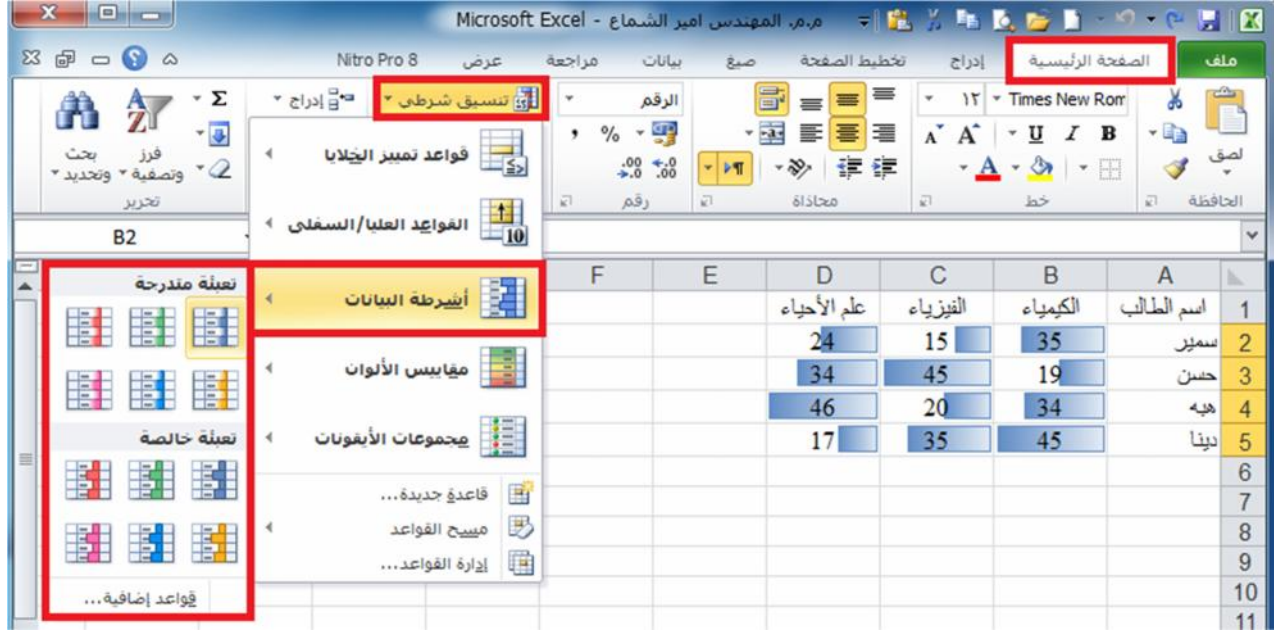 م.م. المهندس امير الشماع - Microsoft Excel
ملف الصفحة الرئيسية إدراج تخطيط الصفحة صيغ بيانات مراجعة عرض Nitro Pro 8
Times New Rom ١٢ الرقم تنسيق شرطي إدراج Σ
لصق B I U A A % , فرز وتصفية بحث وتحديد
الحافظة خط محاذاة رقم تحرير
B2
قواعد تمييز الخلايا
القواعد العليا/السفلى
أشرطة البيانات
مقاييس الألوان
مجموعات الأيقونات
قاعدة جديدة...
مسح القواعد
إدارة القواعد...
تعبئة متدرجة
تعبئة خالصة
قواعد إضافية...
A B C D E F
1 اسم الطالب الكيمياء الفيزياء علم الأحياء
2 سمير 35 15 24
3 حسن 19 45 34
4 هبه 34 20 46
5 دينا 45 35 17
6
7
8
9
10
11